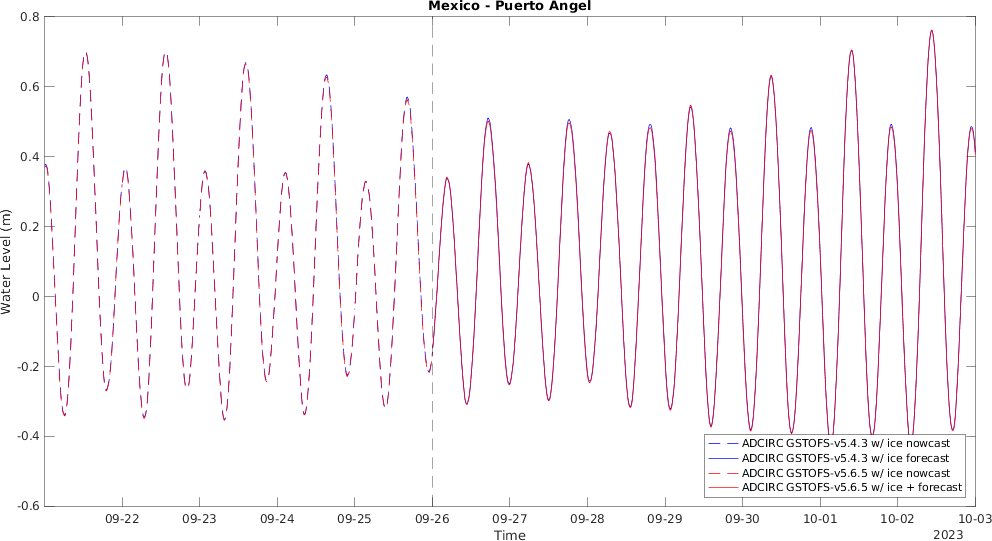 Mexico - Puerto Angel
0.8
0.6
0.4
0.2
0
-0.2
-0.4
-0.6
Water Level (m)
ADCIRC GSTOFS-v5.4.3 w/ ice nowcast
ADCIRC GSTOFS-v5.4.3 w/ ice forecast
ADCIRC GSTOFS-v5.6.5 w/ ice nowcast
ADCIRC GSTOFS-v5.6.5 w/ ice + forecast
09-22 09-23 09-24 09-25 09-26 09-27 09-28 09-29 09-30 10-01 10-02 10-03
Time
2023